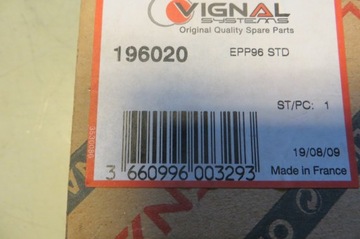 VIGNAL
SYSTEMS
Original Quality Spare Parts
196020
EPP96 STD
ST/PC: 1
3 660996 003293
19/08/09
Made in France